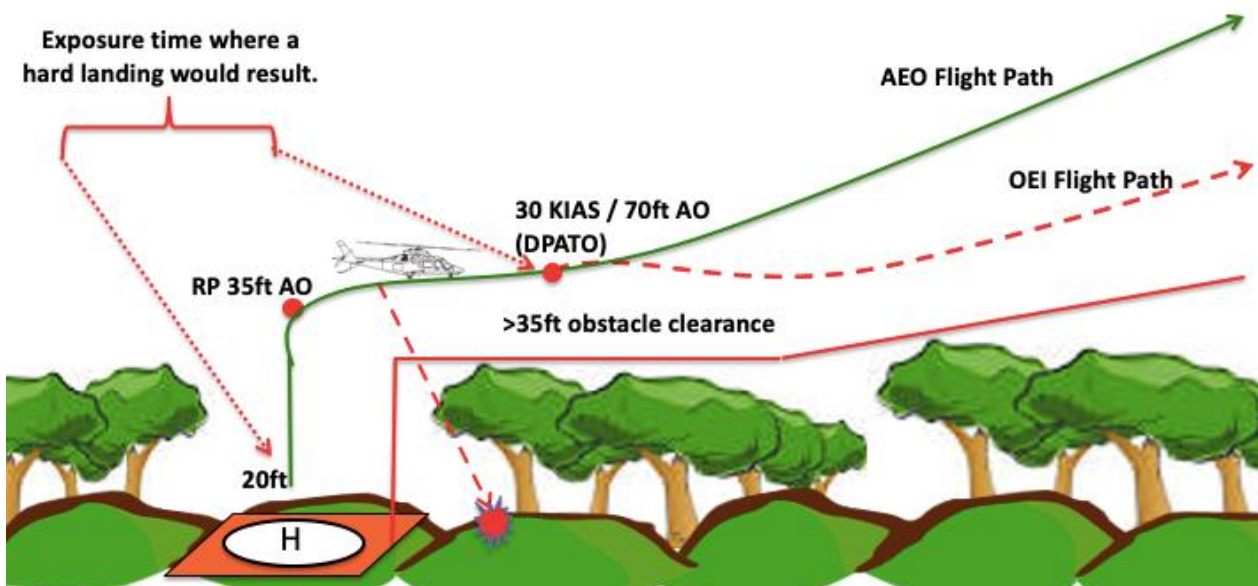 Exposure time where a
hard landing would result.
AEO Flight Path
OEI Flight Path
30 KIAS / 70ft AO
(DPATO)
RP 35ft AO
>35ft obstacle clearance
20ft
H